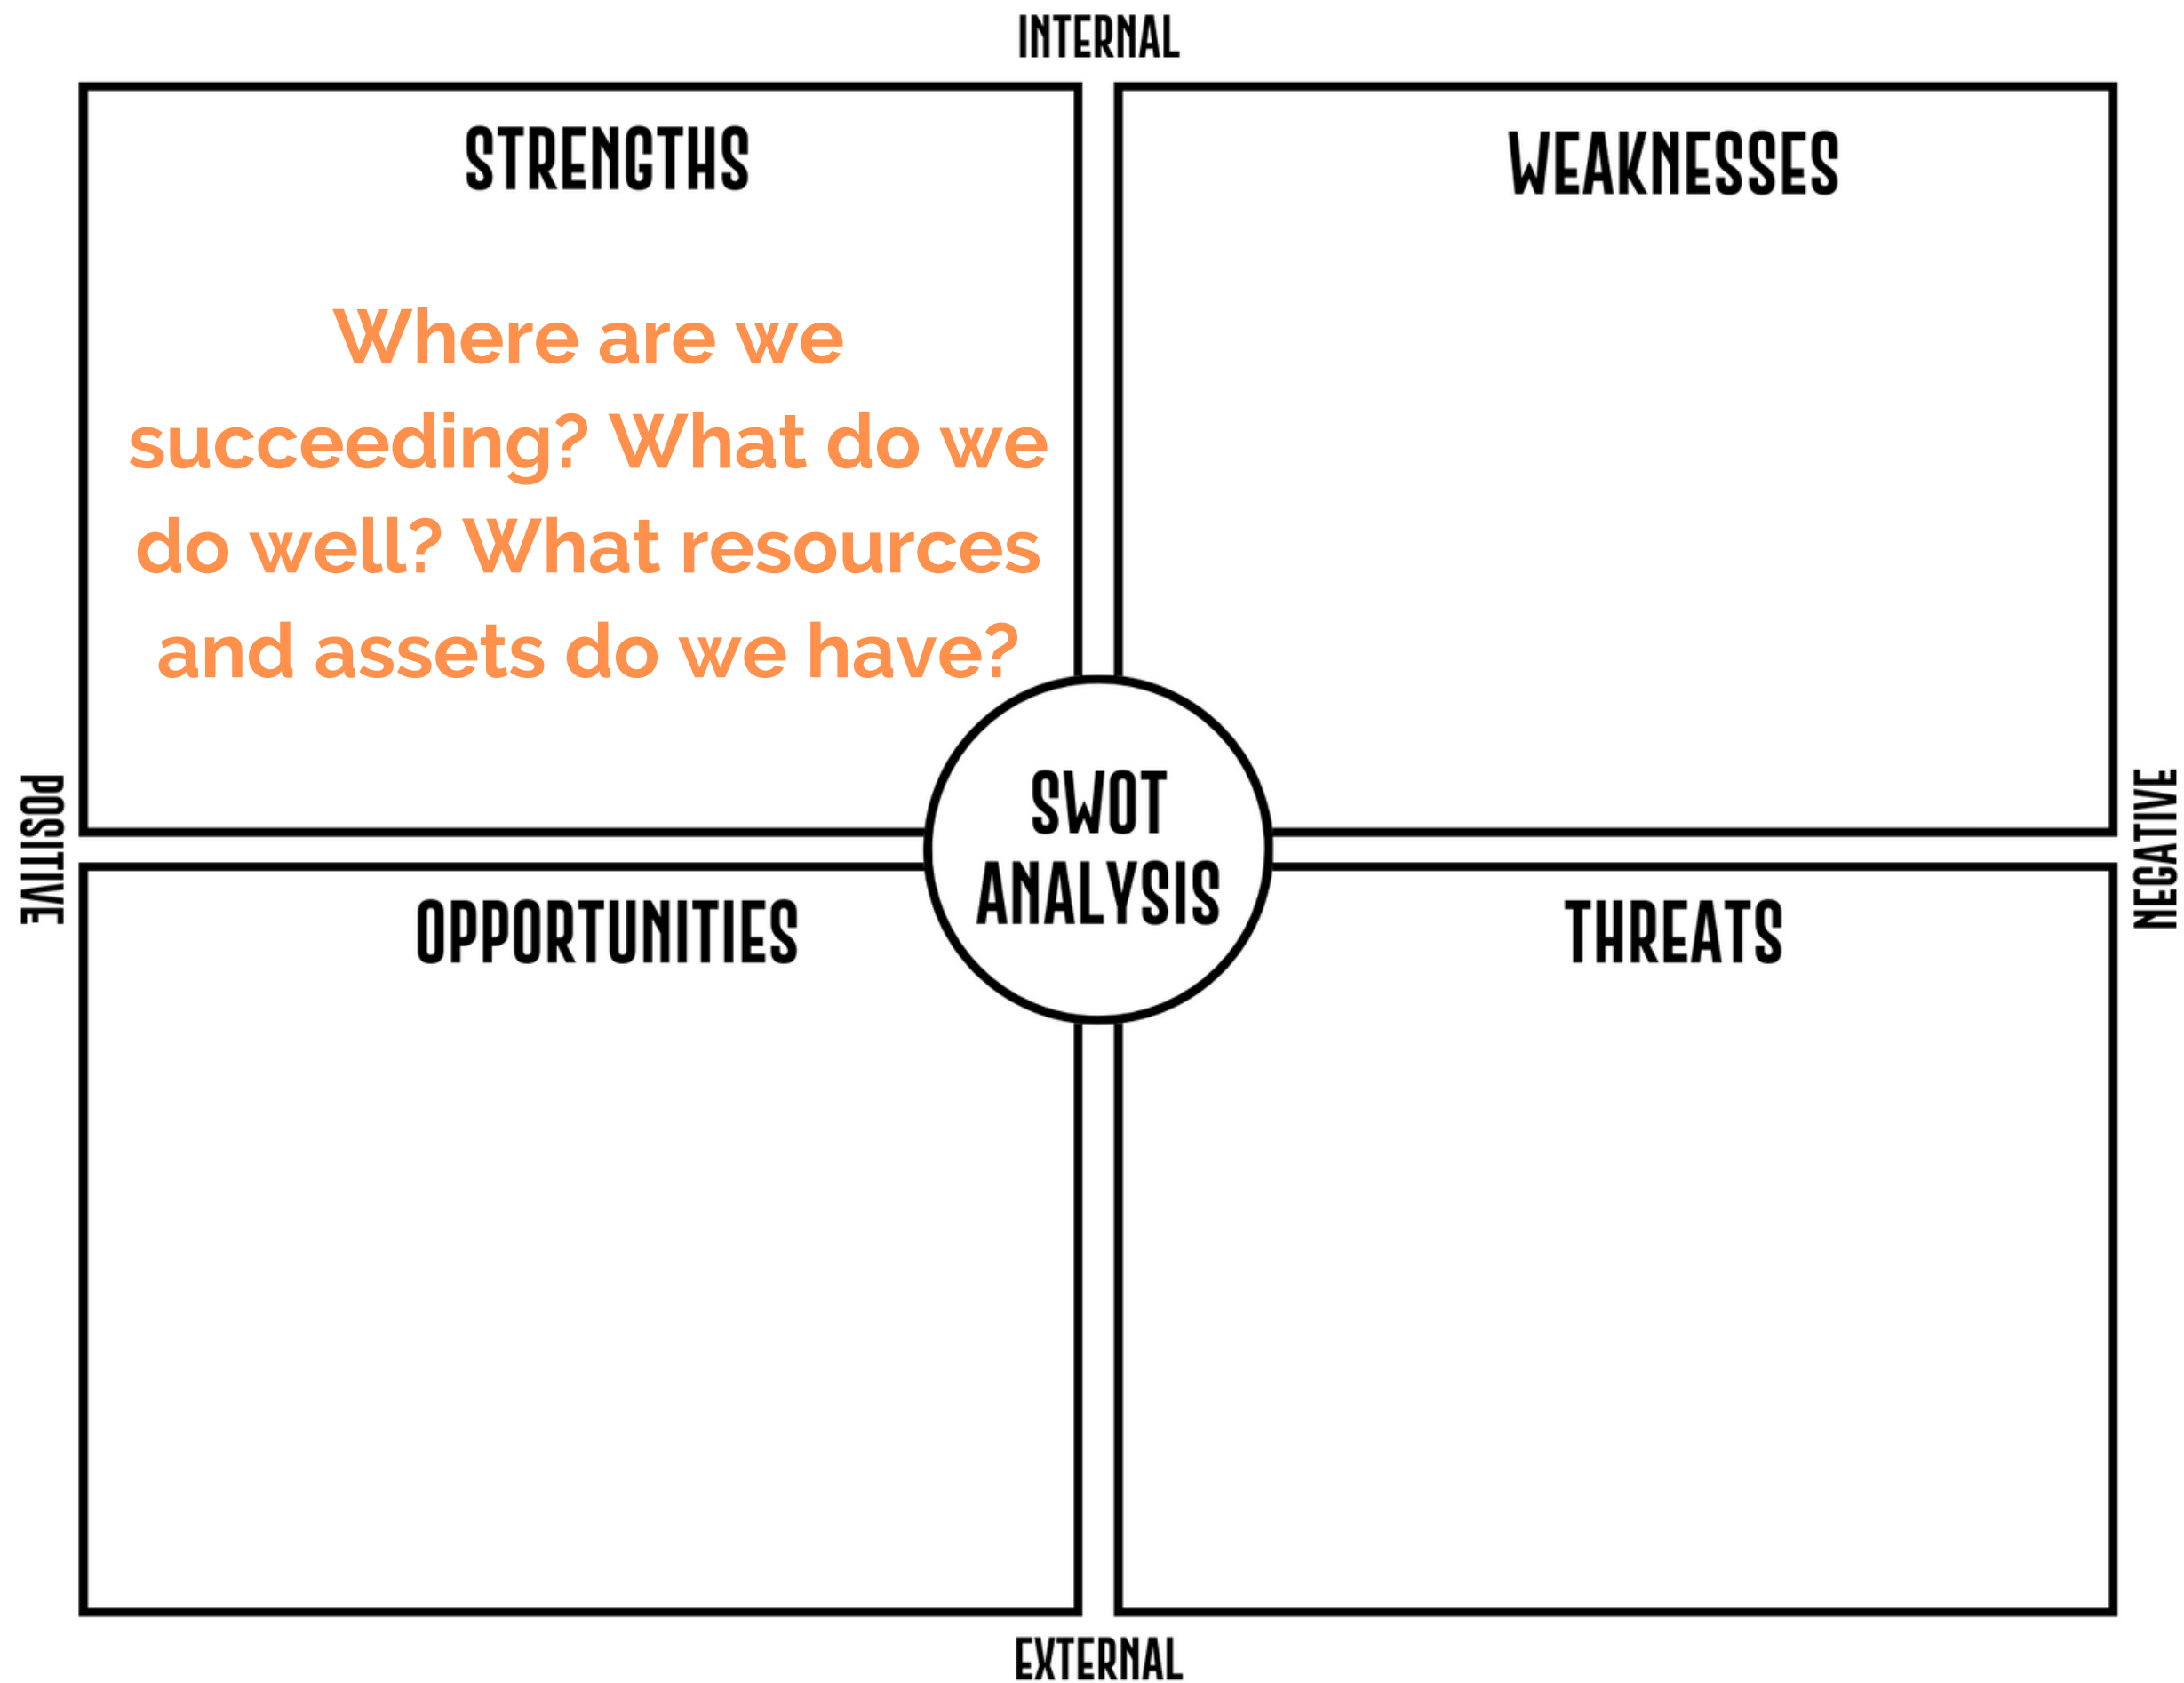 INTERNAL
STRENGTHS
Where are we
succeeding? What do we
do well? What resources
and assets do we have?
WEAKNESSES
POSITIVE
SWOT
ANALYSIS
NEGATIVE
OPPORTUNITIES
THREATS
EXTERNAL